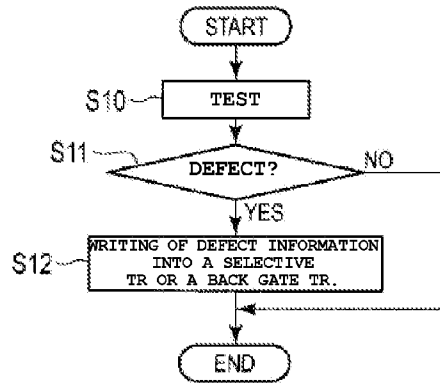 START
S10
TEST
S11
DEFECT?
NO
YES
S12
WRITING OF DEFECT INFORMATION
INTO A SELECTIVE
TR OR A BACK GATE TR.
END